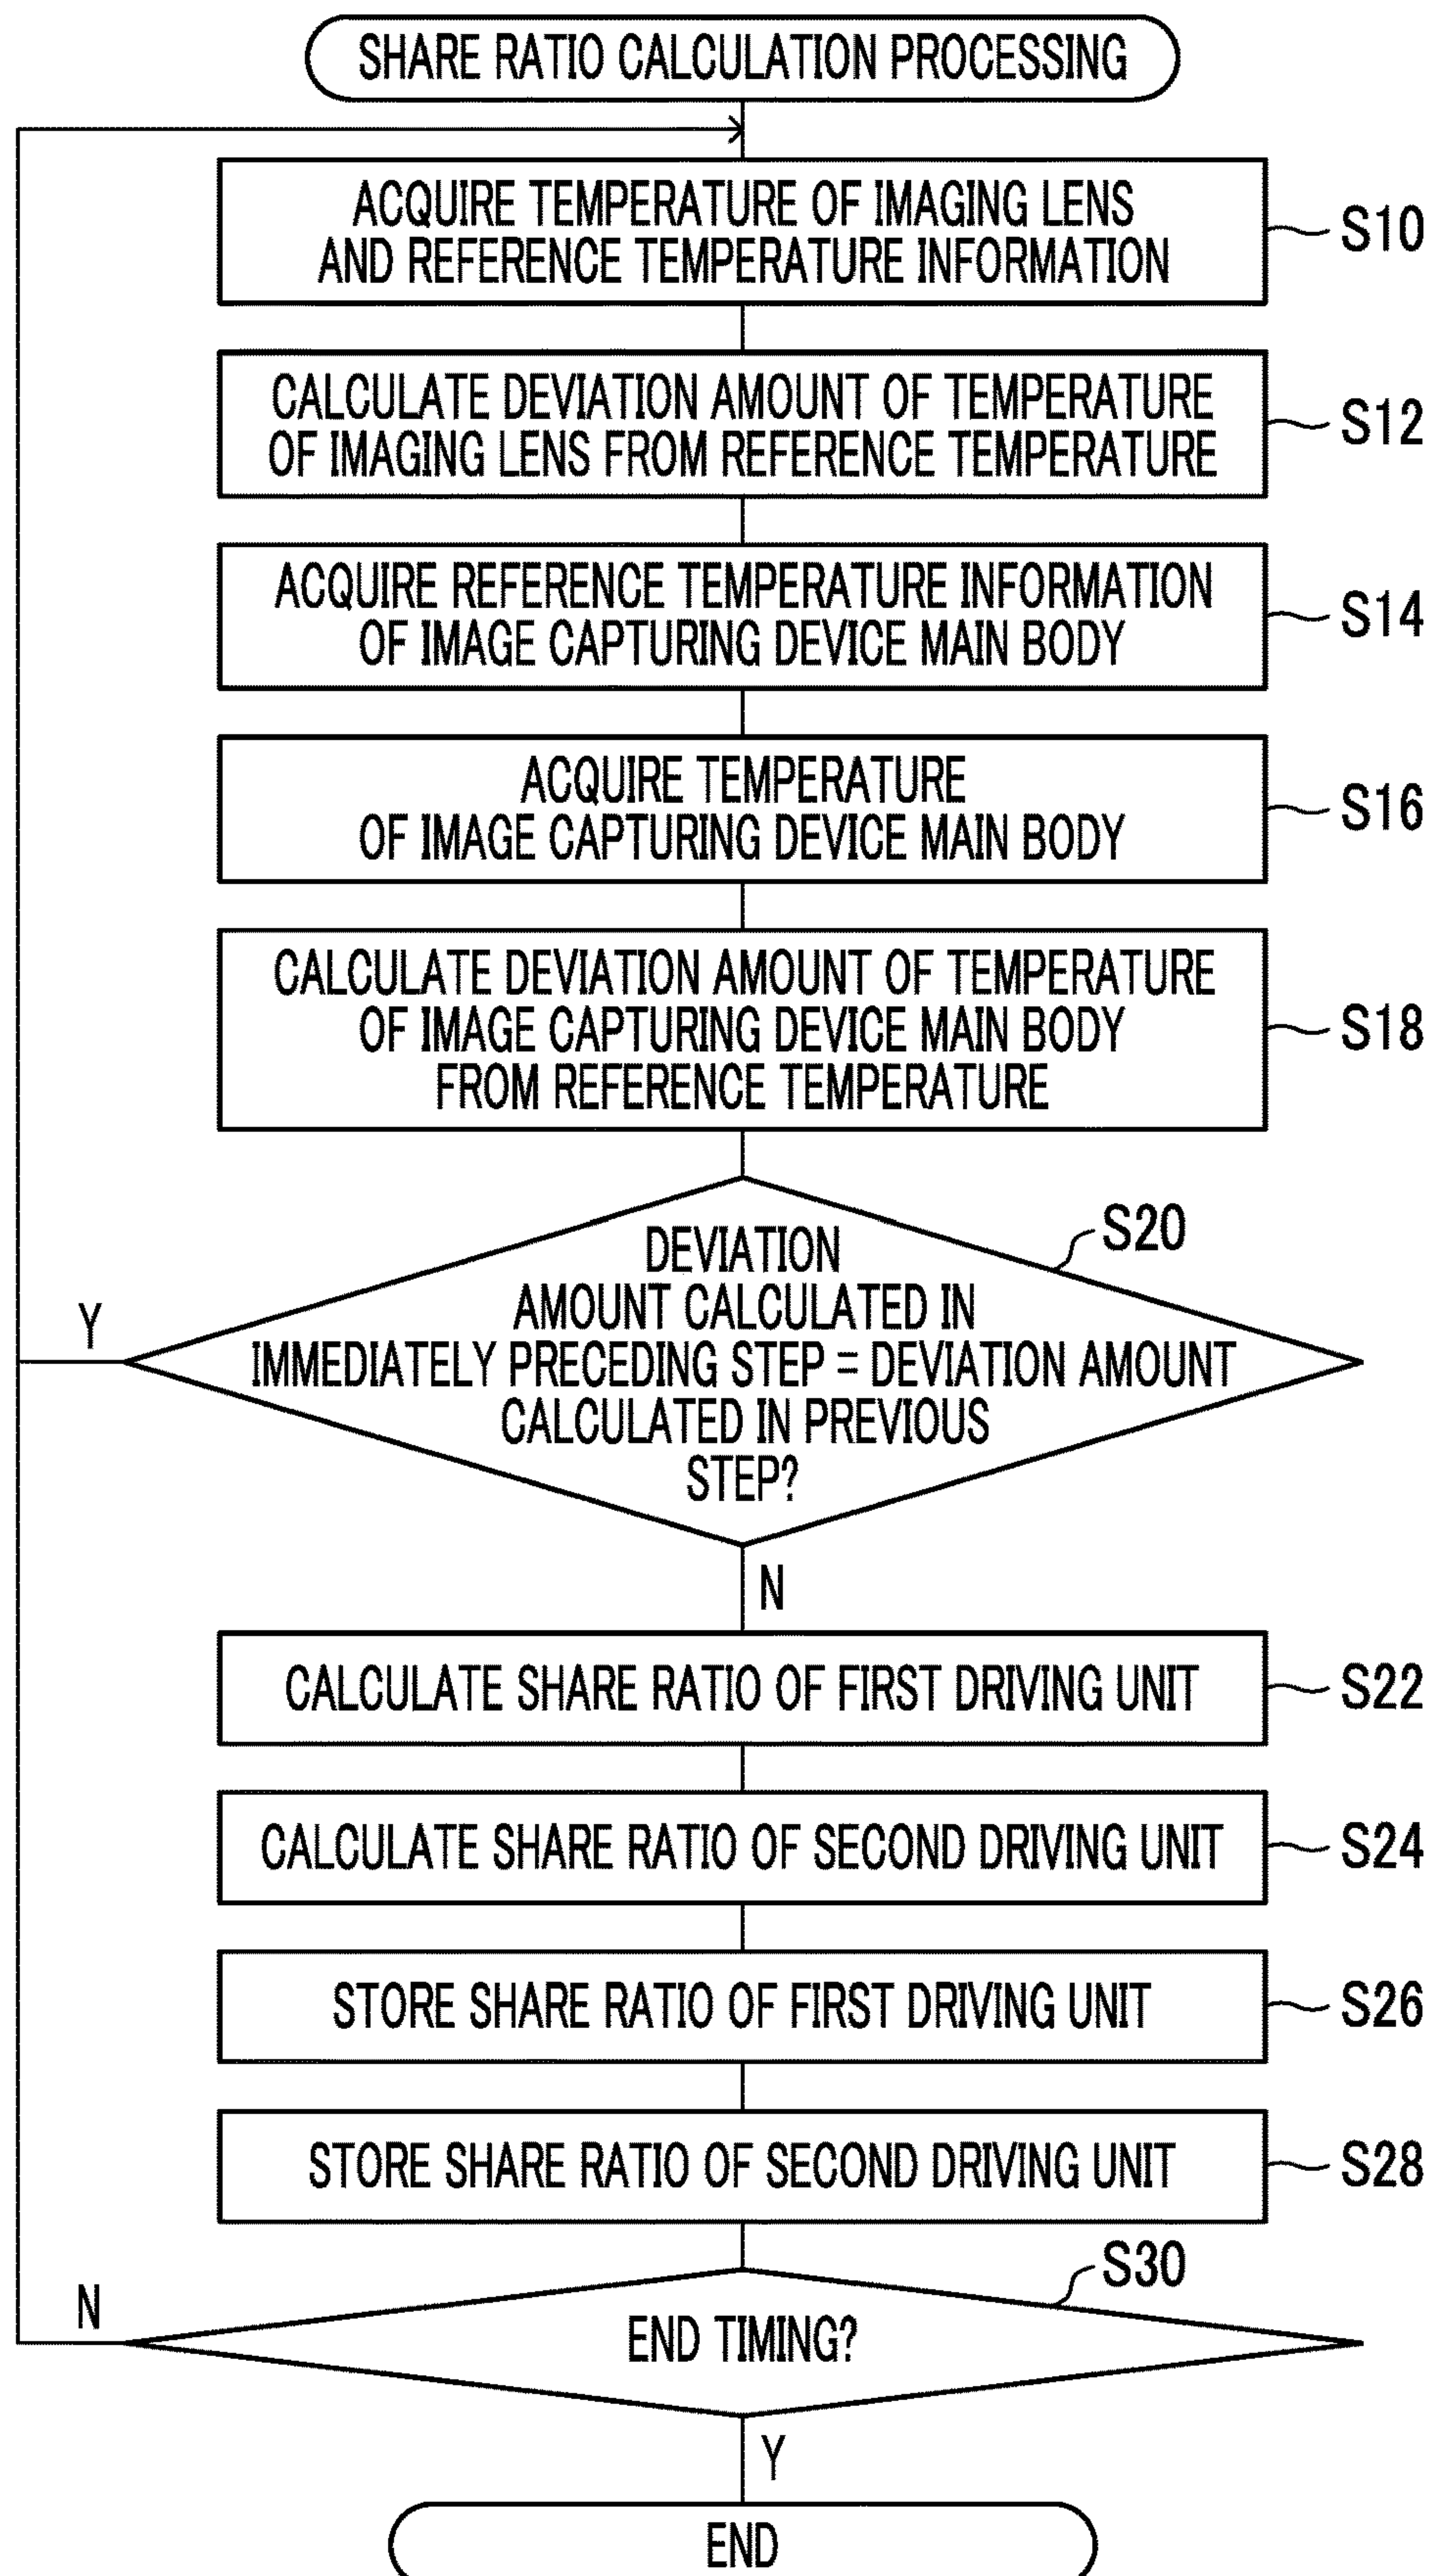 SHARE RATIO CALCULATION PROCESSING
ACQUIRE TEMPERATURE OF IMAGING LENS
AND REFERENCE TEMPERATURE INFORMATION
S10
CALCULATE DEVIATION AMOUNT OF TEMPERATURE
OF IMAGING LENS FROM REFERENCE TEMPERATURE
S12
ACQUIRE REFERENCE TEMPERATURE INFORMATION
OF IMAGE CAPTURING DEVICE MAIN BODY
S14
ACQUIRE TEMPERATURE
OF IMAGE CAPTURING DEVICE MAIN BODY
S16
CALCULATE DEVIATION AMOUNT OF TEMPERATURE
OF IMAGE CAPTURING DEVICE MAIN BODY
FROM REFERENCE TEMPERATURE
S18
S20
DEVIATION
AMOUNT CALCULATED IN
IMMEDIATELY PRECEDING STEP = DEVIATION AMOUNT
CALCULATED IN PREVIOUS
STEP?
Y
N
CALCULATE SHARE RATIO OF FIRST DRIVING UNIT
S22
CALCULATE SHARE RATIO OF SECOND DRIVING UNIT
S24
STORE SHARE RATIO OF FIRST DRIVING UNIT
S26
STORE SHARE RATIO OF SECOND DRIVING UNIT
S28
S30
END TIMING?
N
Y
END